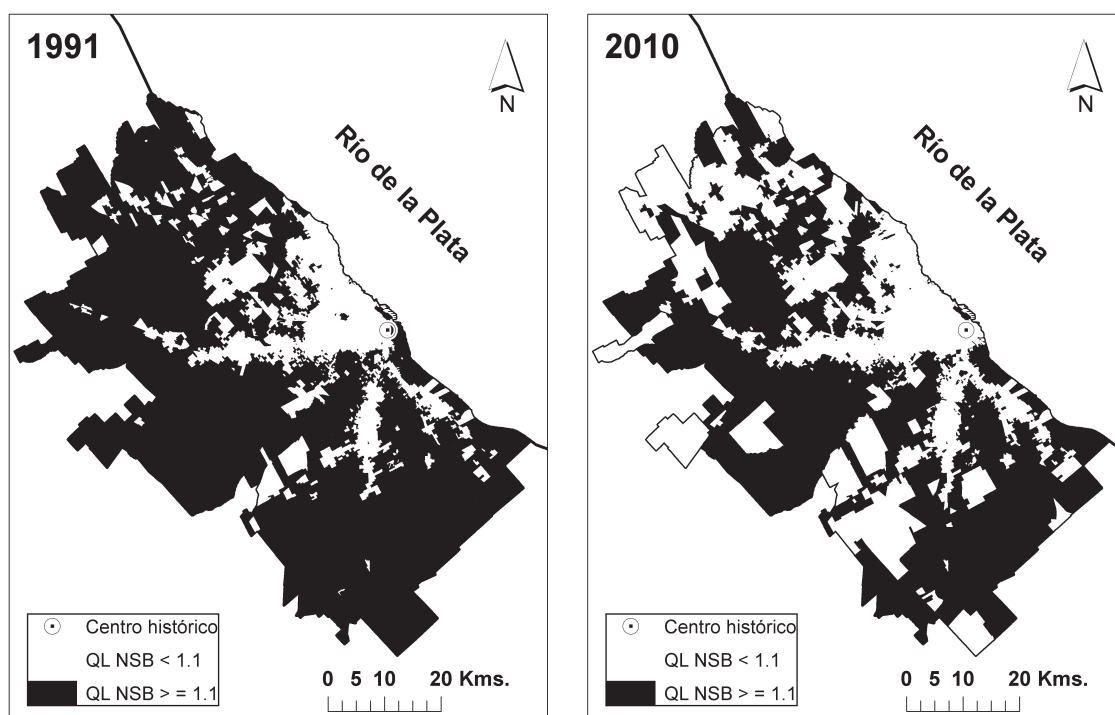 1991
N
Río de la Plata
Centro histórico
QL NSB < 1.1
QL NSB > = 1.1
0 5 10 20 Kms.
2010
N
Río de la Plata
Centro histórico
QL NSB < 1.1
QL NSB > = 1.1
0 5 10 20 Kms.